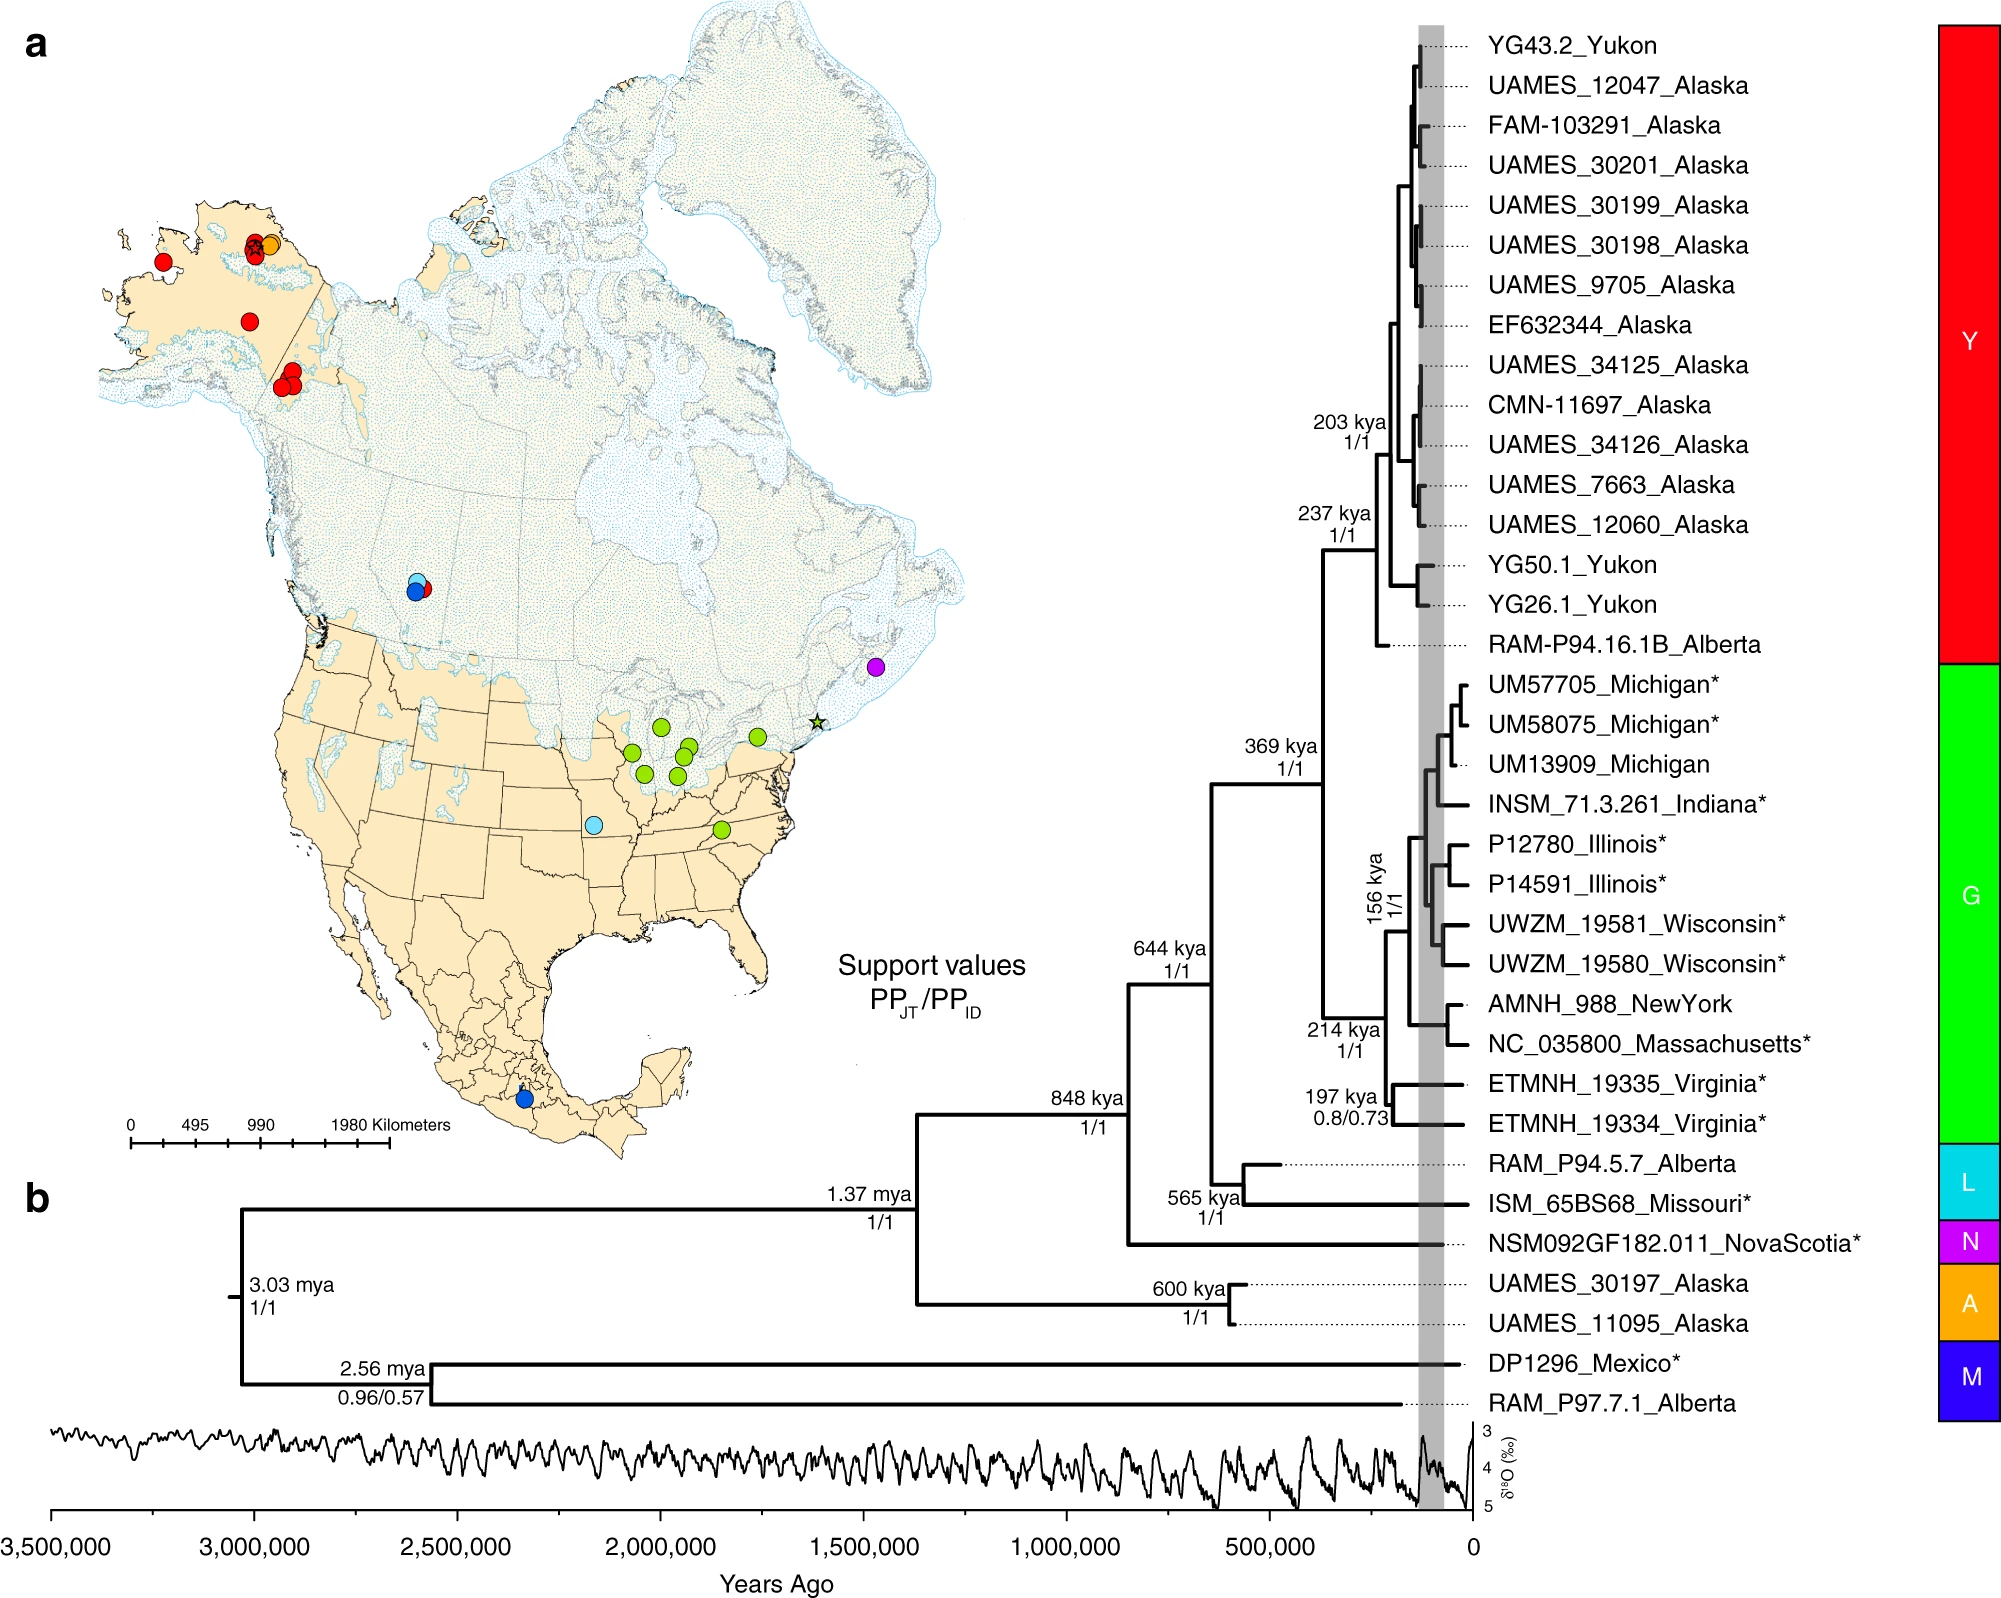 a
0 495 990 1980 Kilometers
Support values
PPJT/PPID
b
YG43.2_Yukon
UAMES_12047_Alaska
FAM-103291_Alaska
UAMES_30201_Alaska
UAMES_30199_Alaska
UAMES_30198_Alaska
UAMES_9705_Alaska
EF632344_Alaska
UAMES_34125_Alaska
CMN-11697_Alaska
UAMES_34126_Alaska
UAMES_7663_Alaska
UAMES_12060_Alaska
YG50.1_Yukon
YG26.1_Yukon
RAM-P94.16.1B_Alberta
UM57705_Michigan*
UM58075_Michigan*
UM13909_Michigan
INSM_71.3.261_Indiana*
P12780_Illinois*
P14591_Illinois*
UWZM_19581_Wisconsin*
UWZM_19580_Wisconsin*
AMNH_988_NewYork
NC_035800_Massachusetts*
ETMNH_19335_Virginia*
ETMNH_19334_Virginia*
RAM_P94.5.7_Alberta
ISM_65BS68_Missouri*
NSM092GF182.011_NovaScotia*
UAMES_30197_Alaska
UAMES_11095_Alaska
DP1296_Mexico*
RAM_P97.7.1_Alberta
Y
G
L
N
A
M
203 kya
1/1
237 kya
1/1
369 kya
1/1
156 kya
1/1
644 kya
1/1
214 kya
1/1
197 kya
0.8/0.73
848 kya
1/1
565 kya
1/1
1.37 mya
1/1
600 kya
1/1
3.03 mya
1/1
2.56 mya
0.96/0.57
3
4
5
δ¹⁸O (‰)
3,500,000 3,000,000 2,500,000 2,000,000 1,500,000 1,000,000 500,000 0
Years Ago